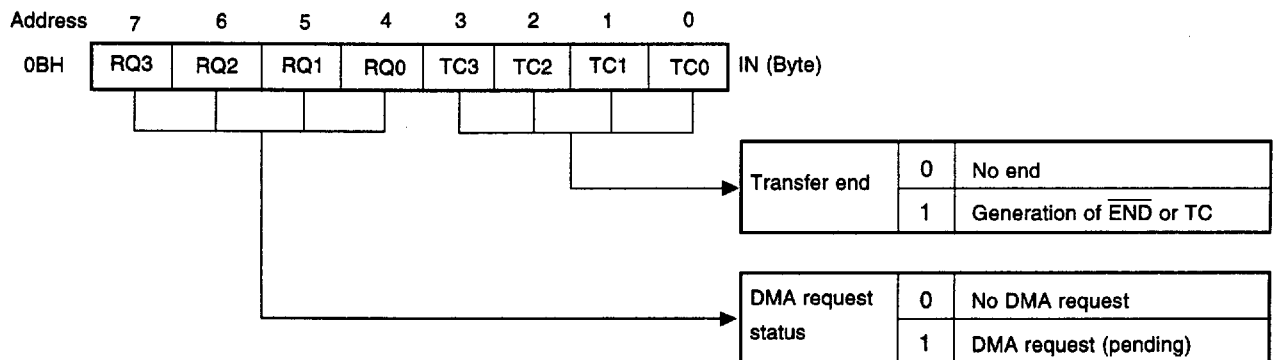 Address 7 6 5 4 3 2 1 0
0BH RQ3 RQ2 RQ1 RQ0 TC3 TC2 TC1 TC0 IN (Byte)
Transfer end 0 No end
1 Generation of END or TC
DMA request status 0 No DMA request
1 DMA request (pending)